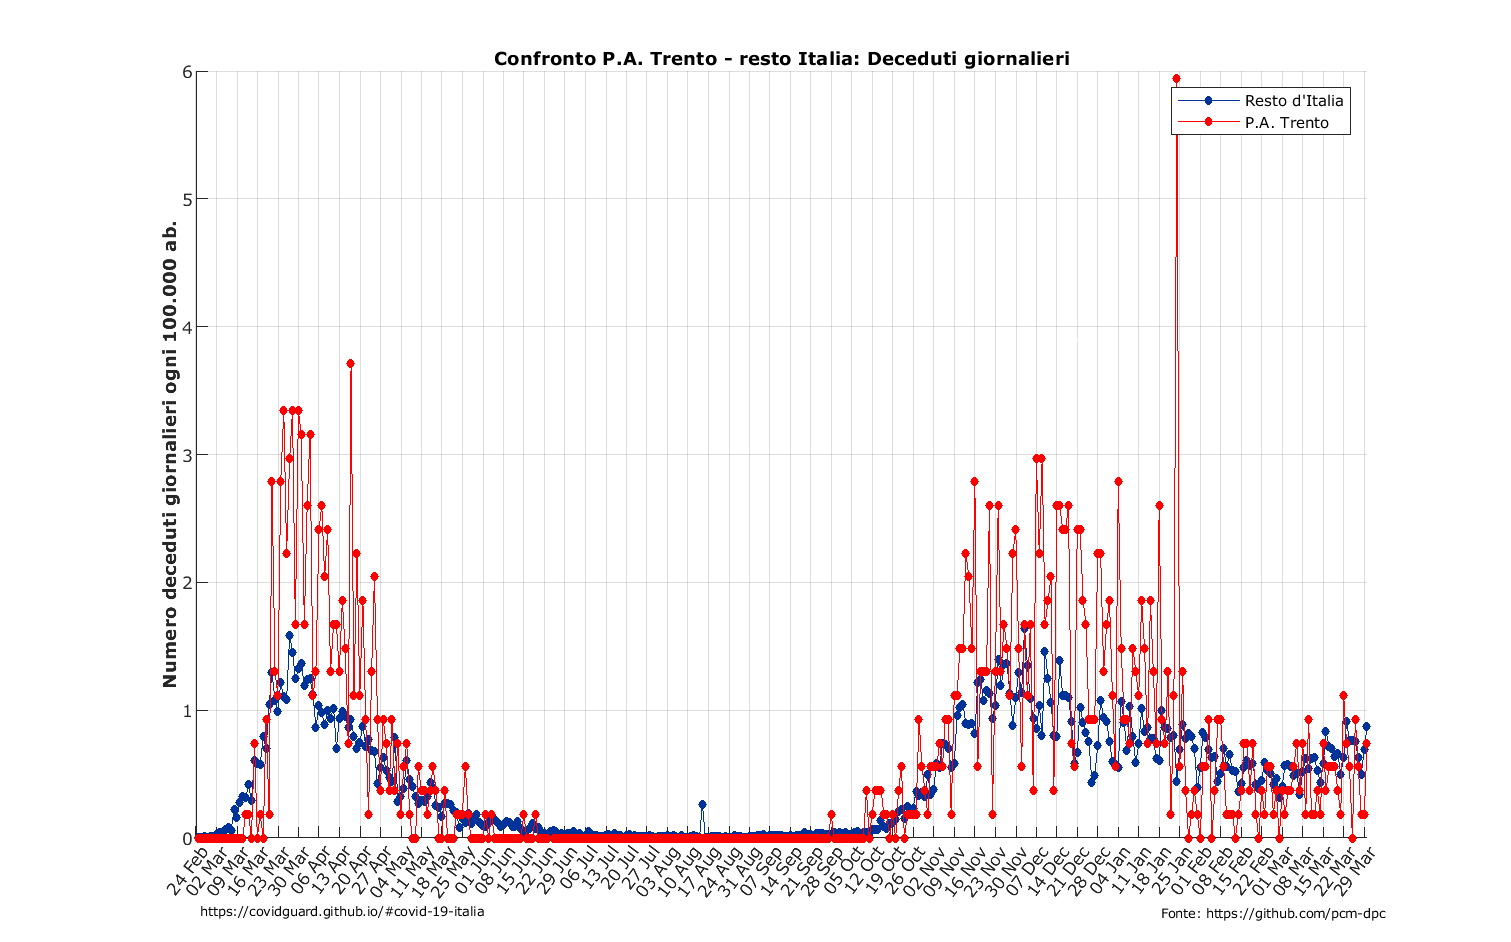 Confronto P.A. Trento - resto Italia: Deceduti giornalieri
Resto d'Italia
P.A. Trento
Numero deceduti giornalieri ogni 100.000 ab.
6
5
4
3
2
1
0
24 Feb
02 Mar
09 Mar
16 Mar
23 Mar
30 Mar
06 Apr
13 Apr
20 Apr
27 Apr
04 May
11 May
18 May
25 May
01 Jun
08 Jun
15 Jun
22 Jun
29 Jun
06 Jul
13 Jul
20 Jul
27 Jul
03 Aug
10 Aug
17 Aug
24 Aug
31 Aug
07 Sep
14 Sep
21 Sep
28 Sep
05 Oct
12 Oct
19 Oct
26 Oct
02 Nov
09 Nov
16 Nov
23 Nov
30 Nov
07 Dec
14 Dec
21 Dec
28 Dec
04 Jan
11 Jan
18 Jan
25 Jan
01 Feb
08 Feb
15 Feb
22 Feb
01 Mar
08 Mar
15 Mar
22 Mar
29 Mar
https://covidguard.github.io/#covid-19-italia
Fonte: https://github.com/pcm-dpc